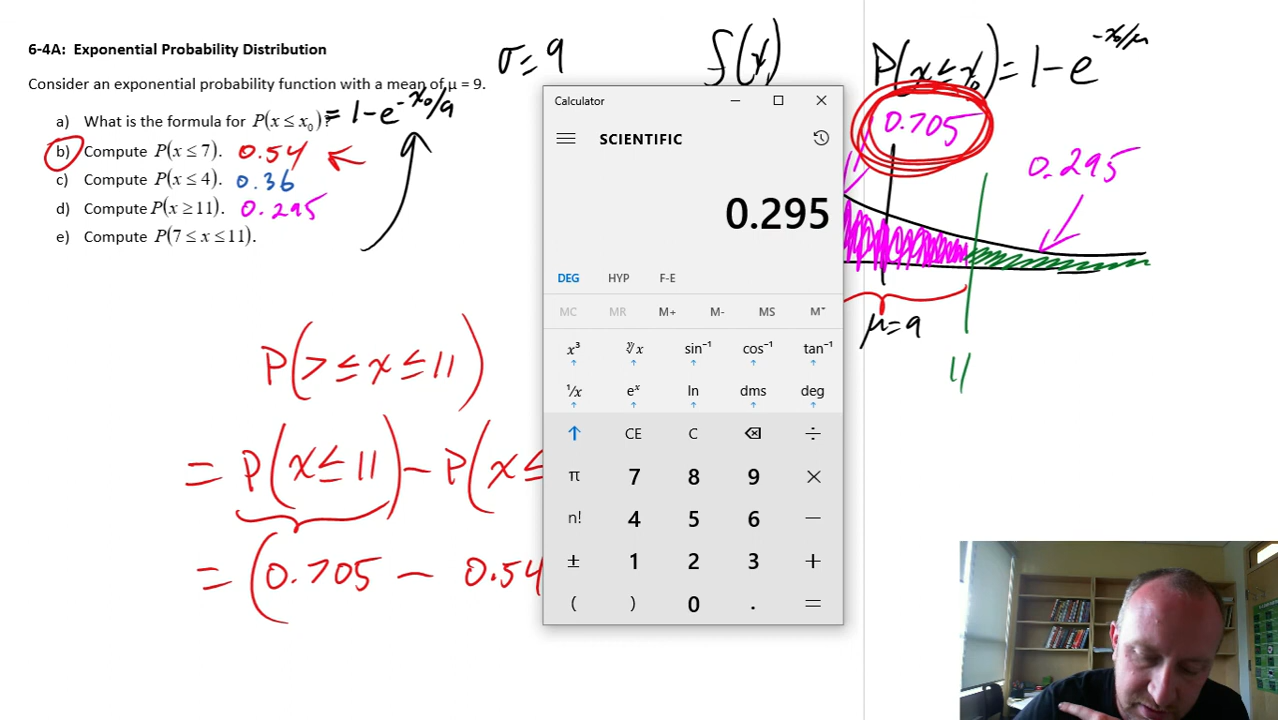 6-4A: Exponential Probability Distribution
σ = 9
f(x)
P(x ≤ x₀) = 1 - e^(-x₀/μ)
Consider an exponential probability function with a mean of μ = 9.
a) What is the formula for P(x ≤ x₀)? = 1 - e^(-x₀/9)
b) Compute P(x ≤ 7). 0.54
c) Compute P(x ≤ 4). 0.36
d) Compute P(x ≥ 11). 0.295
e) Compute P(7 ≤ x ≤ 11).
0.705
0.295
μ = 9
11
P(7 ≤ x ≤ 11)
= P(x ≤ 11) - P(x ≤
= (0.705 - 0.54
Calculator
SCIENTIFIC
0.295
DEG HYP F-E
MC MR M+ M- MS M˅
x³ ʸ√x sin⁻¹ cos⁻¹ tan⁻¹
¹/x eˣ ln dms deg
↑ CE C ⌫ ÷
π 7 8 9 ×
n! 4 5 6 −
± 1 2 3 +
( ) 0 . =